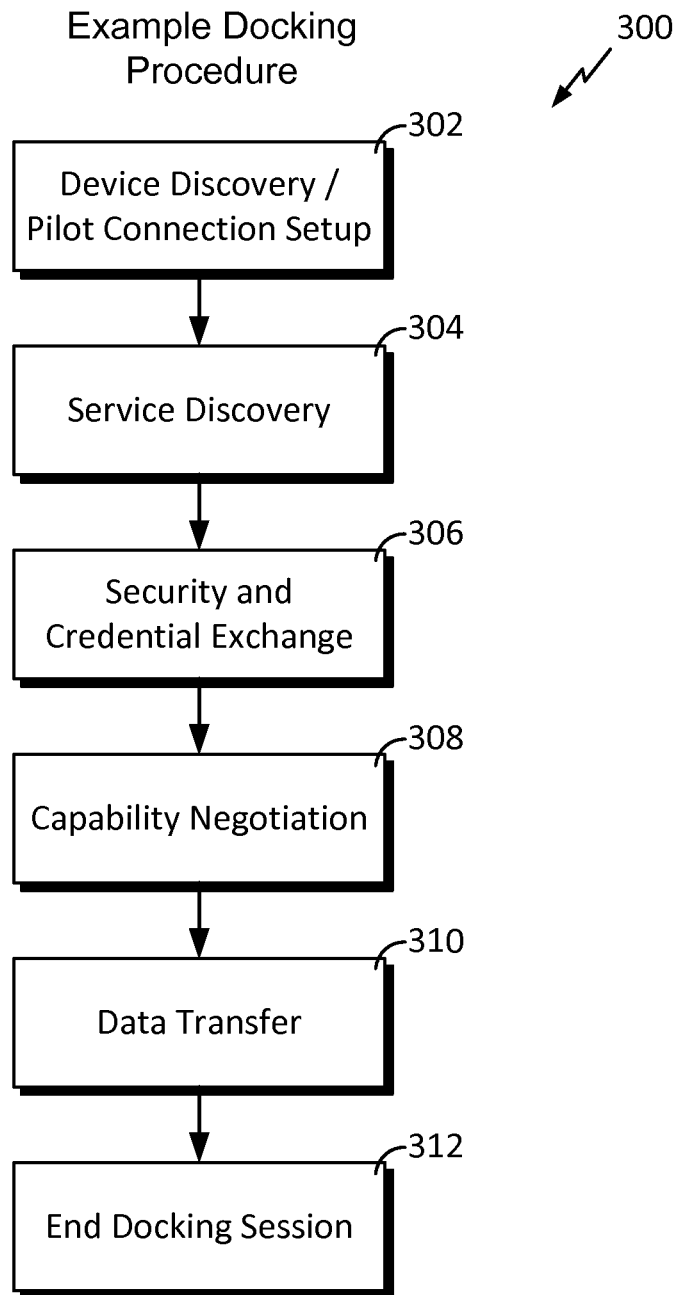 Example Docking
Procedure
300
302
Device Discovery /
Pilot Connection Setup
304
Service Discovery
306
Security and
Credential Exchange
308
Capability Negotiation
310
Data Transfer
312
End Docking Session